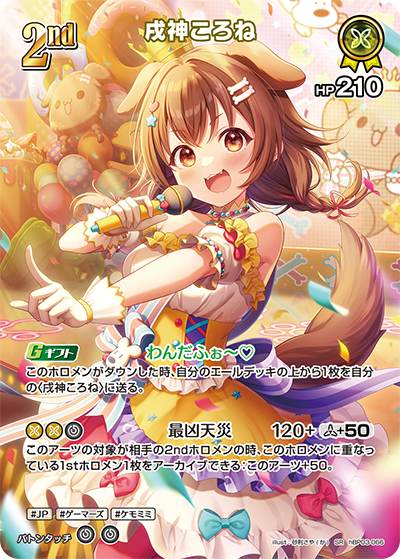 2nd
戌神ころね
HP 210
G ギフト わんだふぉ～♡
このホロメンがダウンした時、自分のエールデッキの上から1枚を自分
の〈戌神ころね〉に送る。
最凶天災 120+ +50
このアーツの対象が相手の2ndホロメンの時、このホロメンに重なっ
ている1stホロメン1枚をアーカイブできる：このアーツ+50。
#JP #ゲーマーズ #ケモミミ
バトンタッチ
SR hBP03-066